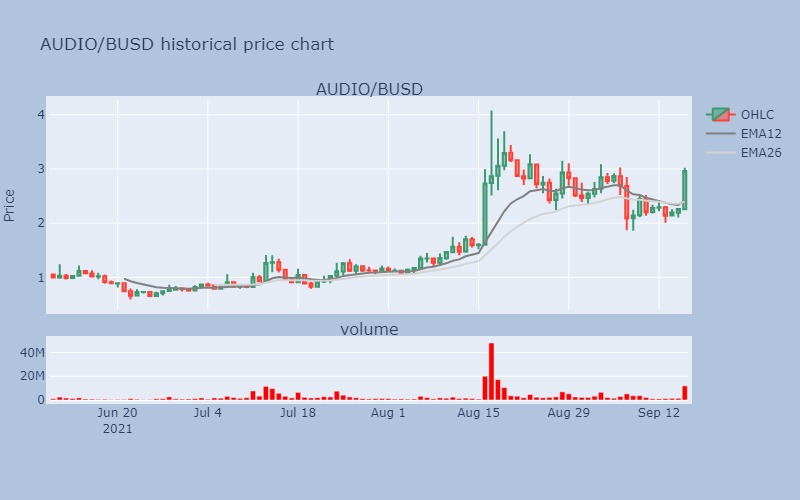 AUDIO/BUSD historical price chart
AUDIO/BUSD
OHLC
EMA12
EMA26
Price
4
3
2
1
volume
40M
20M
0
Jun 20
2021
Jul 4
Jul 18
Aug 1
Aug 15
Aug 29
Sep 12